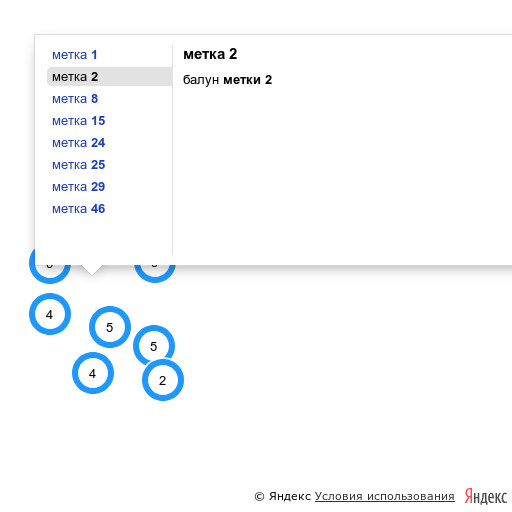 метка 1
метка 2
метка 8
метка 15
метка 24
метка 25
метка 29
метка 46
метка 2
балун метки 2
4
5
5
4
2
© Яндекс Условия использования Яндекс